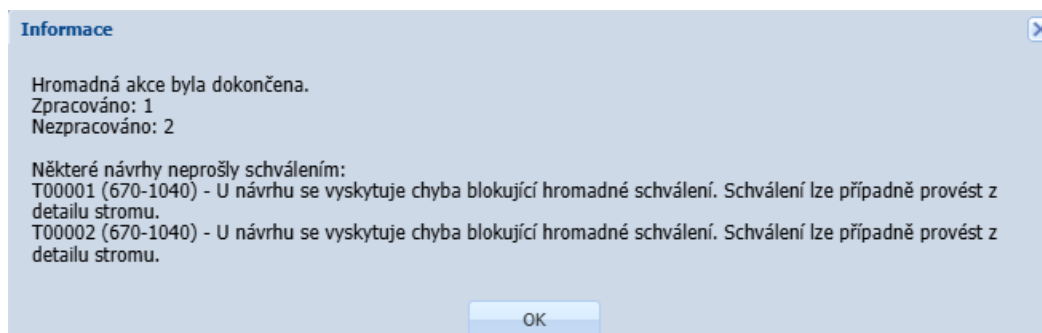 Informace
Hromadná akce byla dokončena.
Zpracováno: 1
Nezpracováno: 2
Některé návrhy neprošly schválením:
T00001 (670-1040) - U návrhu se vyskytuje chyba blokující hromadné schválení. Schválení lze případně provést z
detailu stromu.
T00002 (670-1040) - U návrhu se vyskytuje chyba blokující hromadné schválení. Schválení lze případně provést z
detailu stromu.
OK